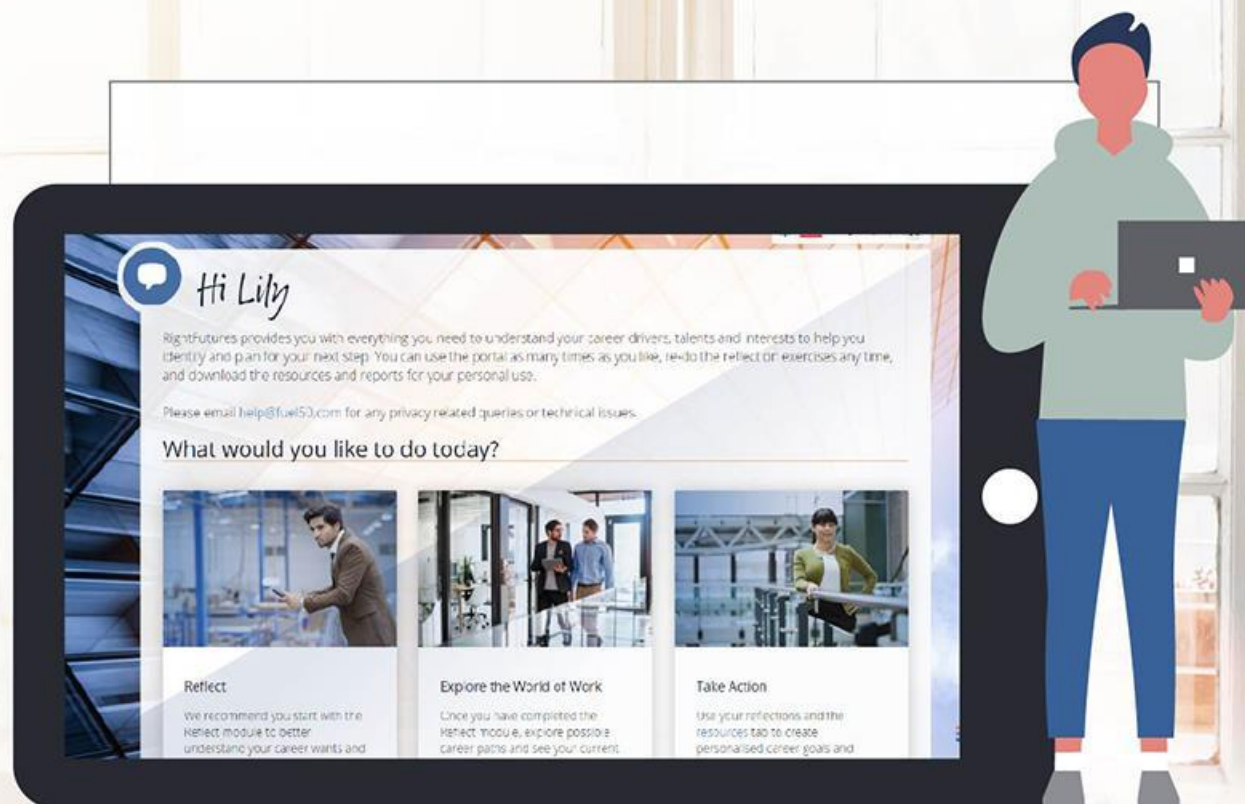 Hi Lily
RightFutures provides you with everything you need to understand your career drivers, talents and interests to help you
identify and plan for your next step. You can use the portal as many times as you like, re-do the reflection exercises any time,
and download the resources and reports for your personal use.
Please email help@fuel50.com for any privacy related queries or technical issues.
What would you like to do today?
Reflect
We recommend you start with the
Reflect module to better
understand your career wants and
Explore the World of Work
Once you have completed the
Reflect module, explore possible
career paths and see your current
Take Action
Use your reflections and the
resources tab to create
personalised career goals and